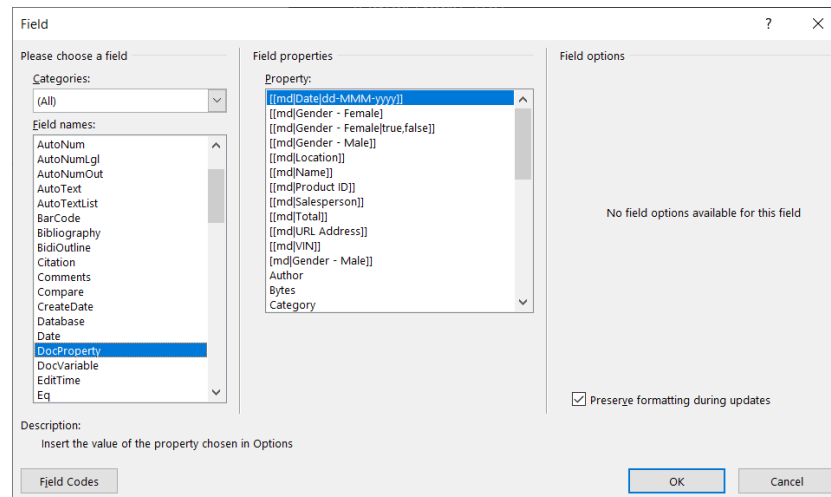 Field
?
Please choose a field
Categories:
(All)
Field names:
AutoNum
AutoNumLgl
AutoNumOut
AutoText
AutoTextList
BarCode
Bibliography
BidiOutline
Citation
Comments
Compare
CreateDate
Database
Date
DocProperty
DocVariable
EditTime
Eq
Field properties
Property:
[[md|Date|dd-MMM-yyyy]]
[[md|Gender - Female]
[[md|Gender - Female|true,false]]
[[md|Gender - Male]]
[[md|Location]]
[[md|Name]]
[[md|Product ID]]
[[md|Salesperson]]
[[md|Total]]
[[md|URL Address]]
[[md|VIN]]
[md|Gender - Male]]
Author
Bytes
Category
Field options
No field options available for this field
Preserve formatting during updates
Description:
Insert the value of the property chosen in Options
Field Codes
OK
Cancel